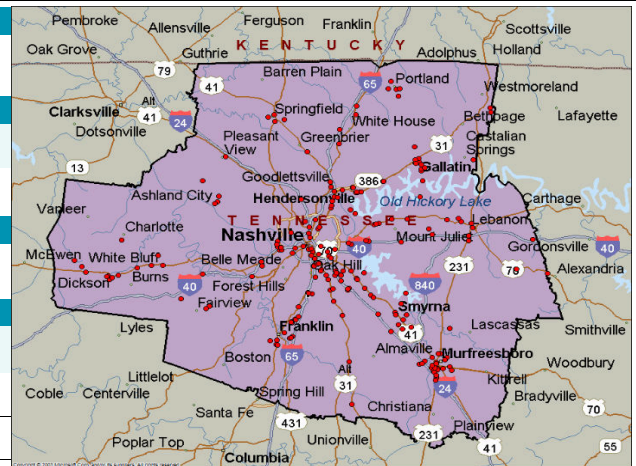 Pembroke
Allensville
Ferguson
Franklin
Scottsville
Oak Grove
Guthrie
KENTUCKY
Adolphus
Holland
79
41
Barren Plain
65
Portland
Westmoreland
Clarksville
Alt
41
24
Springfield
White House
Bethpage
Lafayette
Dotsonville
Pleasant
View
Greenbrier
31
Castalian
Springs
13
Goodlettsville
386
Gallatin
Ashland City
Hendersonville
Old Hickory Lake
Carthage
Vanleer
TENNESSEE
Lebanon
Charlotte
Nashville
Mount Juliet
Gordonsville
40
McEwen
White Bluff
Belle Meade
70
40
Oak Hill
231
70
Alexandria
Dickson
Burns
40
Forest Hills
840
Fairview
Smyrna
Lyles
Franklin
41
Lascassas
Smithville
Boston
65
Almaville
Murfreesboro
Woodbury
Littlelot
Alt
31
24
Kittrell
Coble
Centerville
Spring Hill
Bradyville
Santa Fe
Christiana
70
431
Plainview
Poplar Top
Unionville
231
41
55
Columbia